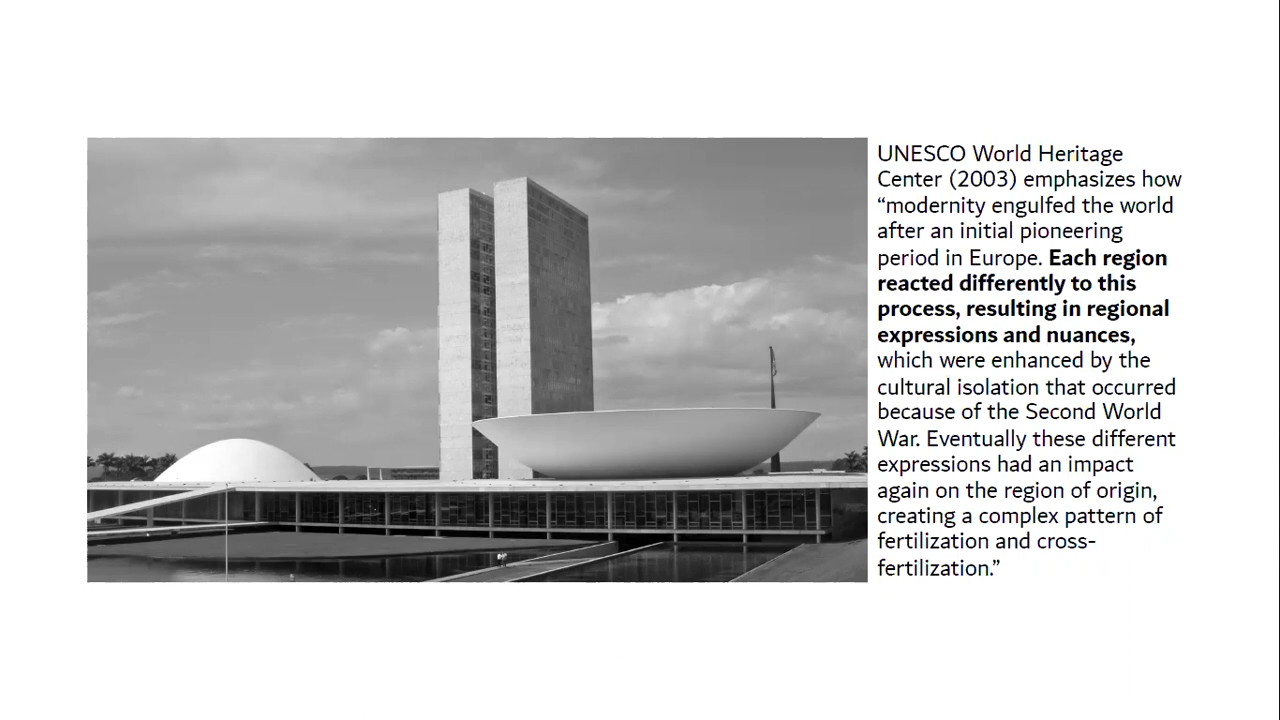 UNESCO World Heritage
Center (2003) emphasizes how
“modernity engulfed the world
after an initial pioneering
period in Europe. Each region
reacted differently to this
process, resulting in regional
expressions and nuances,
which were enhanced by the
cultural isolation that occurred
because of the Second World
War. Eventually these different
expressions had an impact
again on the region of origin,
creating a complex pattern of
fertilization and cross-
fertilization.”